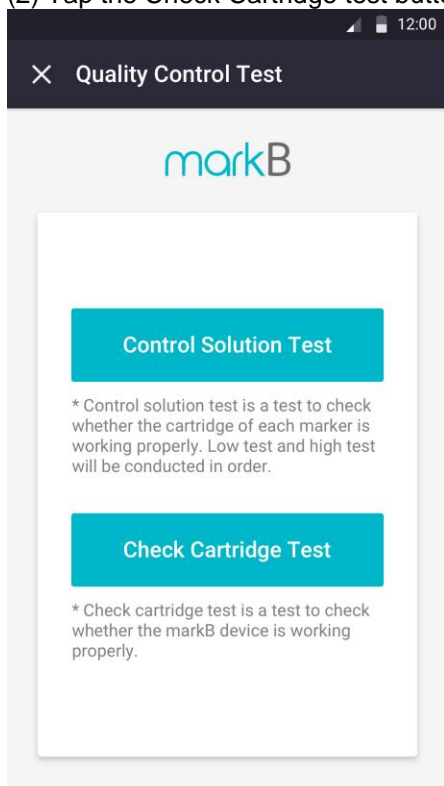 (2) Tap the Check Cartridge test butto
12:00
Quality Control Test
markB
Control Solution Test
* Control solution test is a test to check
whether the cartridge of each marker is
working properly. Low test and high test
will be conducted in order.
Check Cartridge Test
* Check cartridge test is a test to check
whether the markB device is working
properly.